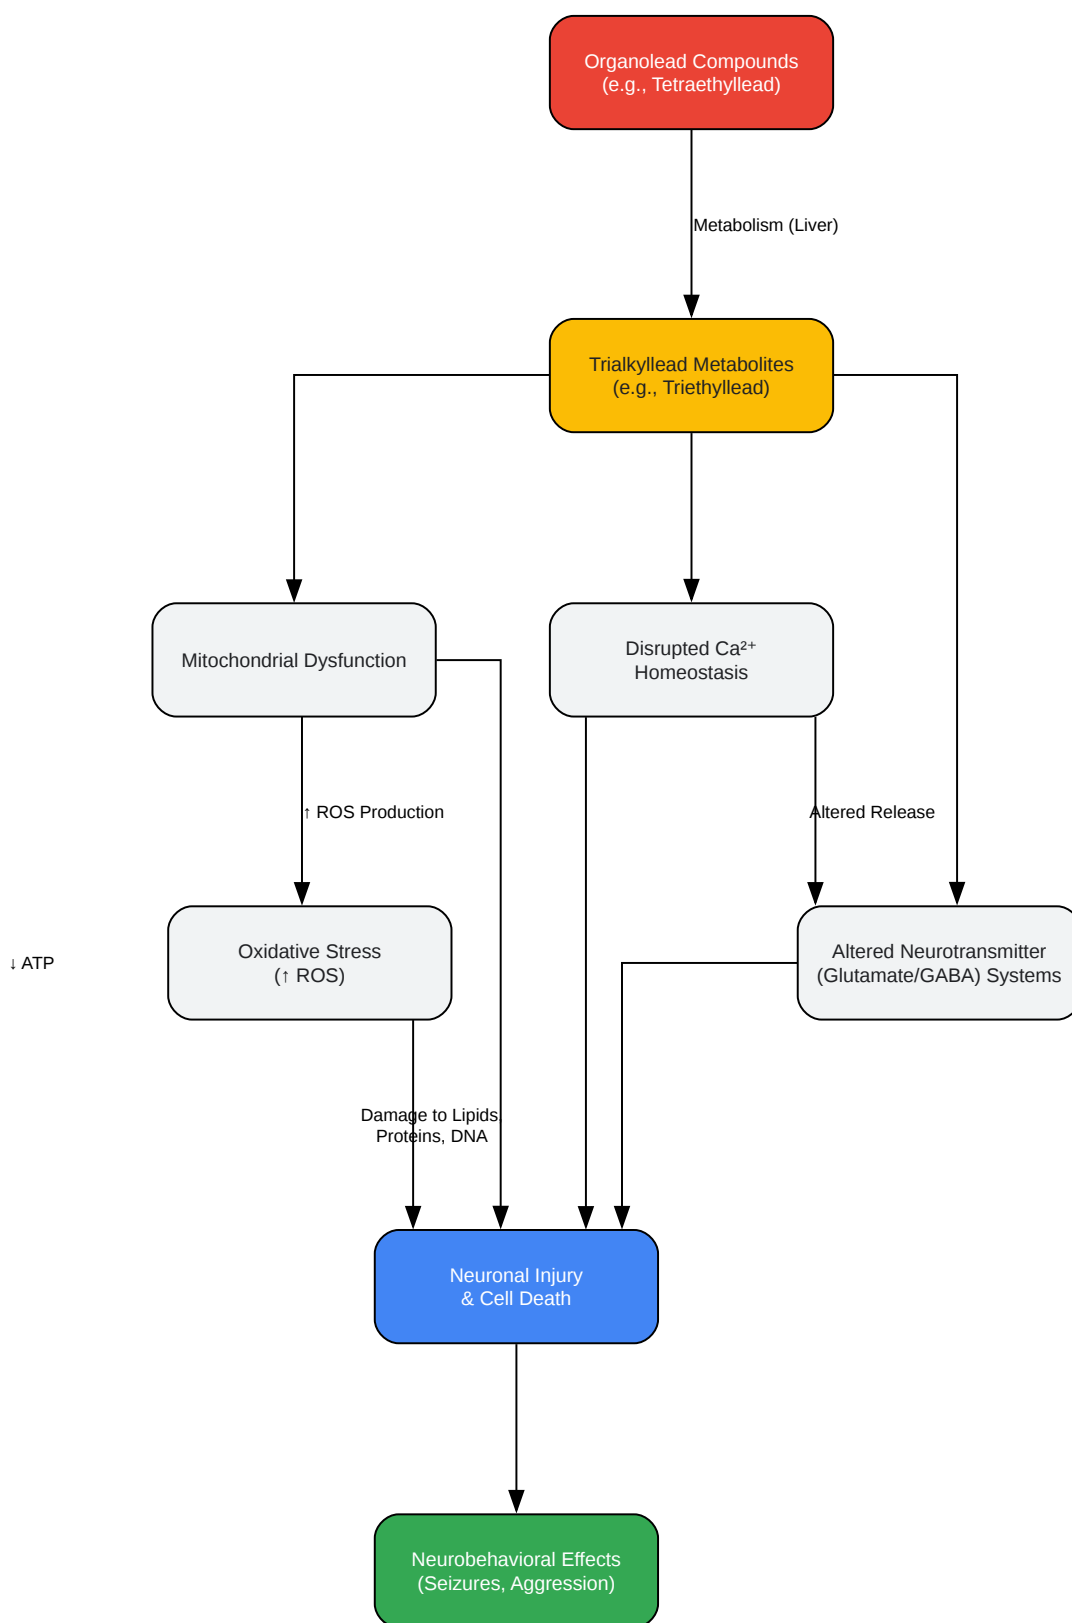 Organolead Compounds
(e.g., Tetraethyllead)
Metabolism (Liver)
Trialkyllead Metabolites
(e.g., Triethyllead)
Mitochondrial Dysfunction
Disrupted Ca²⁺
Homeostasis
↑ ROS Production
Altered Release
↓ ATP
Oxidative Stress
(↑ ROS)
Altered Neurotransmitter
(Glutamate/GABA) Systems
Damage to Lipids,
Proteins, DNA
Neuronal Injury
& Cell Death
Neurobehavioral Effects
(Seizures, Aggression)